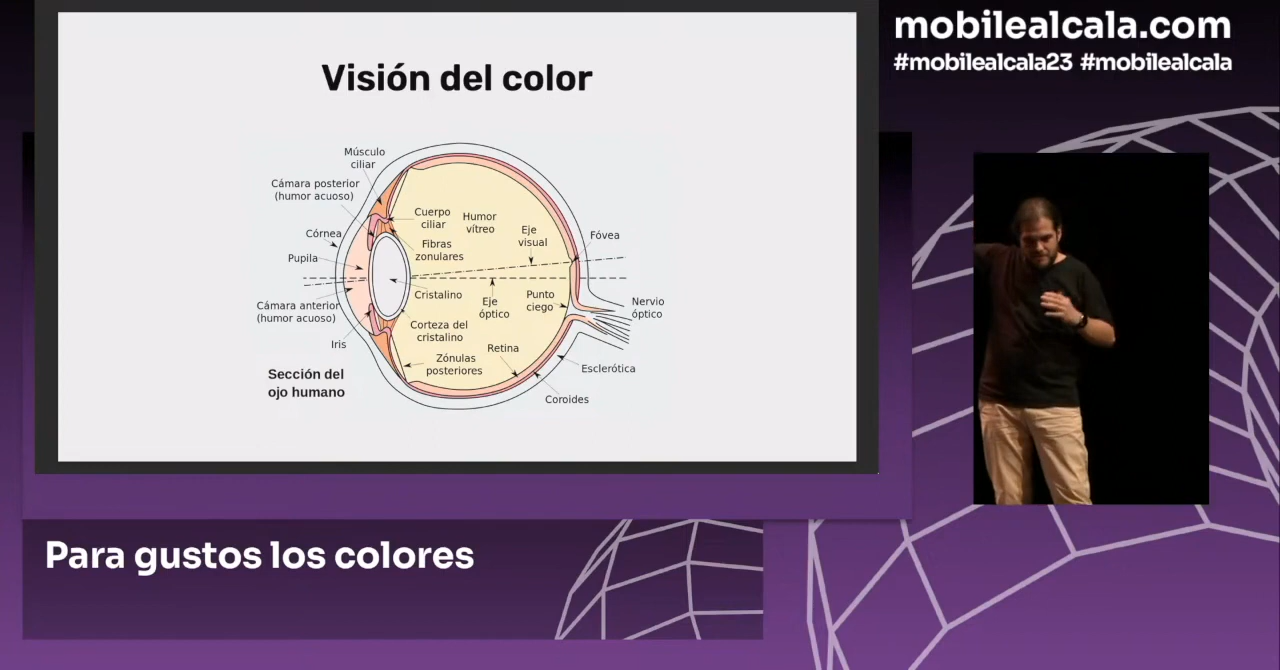 mobilealcala.com
#mobilealcala23 #mobilealcala
Visión del color
Músculo
ciliar
Cámara posterior
(humor acuoso)
Córnea
Pupila
Cámara anterior
(humor acuoso)
Iris
Sección del
ojo humano
Cuerpo
ciliar
Fibras
zonulares
Humor
vítreo
Eje
visual
Fóvea
Cristalino
Eje
óptico
Punto
ciego
Nervio
óptico
Corteza del
cristalino
Zónulas
posteriores
Retina
Esclerótica
Coroides
Para gustos los colores